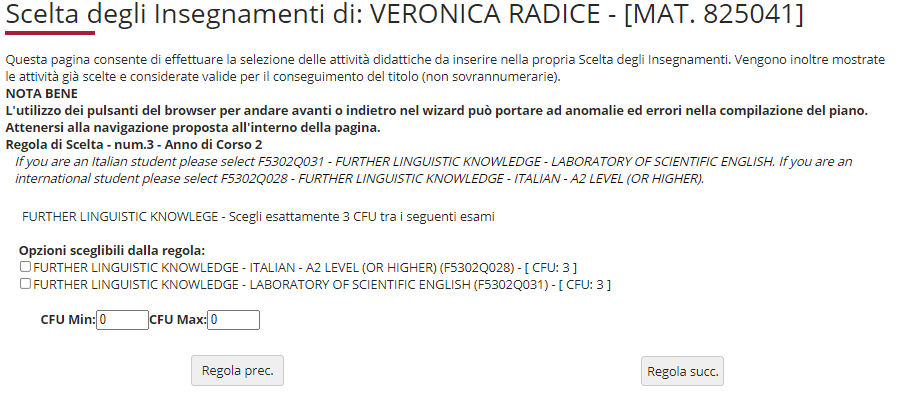 Scelta degli Insegnamenti di: VERONICA RADICE - [MAT. 825041]
Questa pagina consente di effettuare la selezione delle attività didattiche da inserire nella propria Scelta degli Insegnamenti. Vengono inoltre mostrate
le attività già scelte e considerate valide per il conseguimento del titolo (non sovrannumerarie).
NOTA BENE
L'utilizzo dei pulsanti del browser per andare avanti o indietro nel wizard può portare ad anomalie ed errori nella compilazione del piano.
Attenersi alla navigazione proposta all'interno della pagina.
Regola di Scelta - num.3 - Anno di Corso 2
If you are an Italian student please select F5302Q031 - FURTHER LINGUISTIC KNOWLEDGE - LABORATORY OF SCIENTIFIC ENGLISH. If you are an
international student please select F5302Q028 - FURTHER LINGUISTIC KNOWLEDGE - ITALIAN - A2 LEVEL (OR HIGHER).
FURTHER LINGUISTIC KNOWLEGE - Scegli esattamente 3 CFU tra i seguenti esami
Opzioni sceglibili dalla regola:
FURTHER LINGUISTIC KNOWLEDGE - ITALIAN - A2 LEVEL (OR HIGHER) (F5302Q028) - [ CFU: 3 ]
FURTHER LINGUISTIC KNOWLEDGE - LABORATORY OF SCIENTIFIC ENGLISH (F5302Q031) - [ CFU: 3 ]
CFU Min: 0 CFU Max: 0
Regola prec. Regola succ.